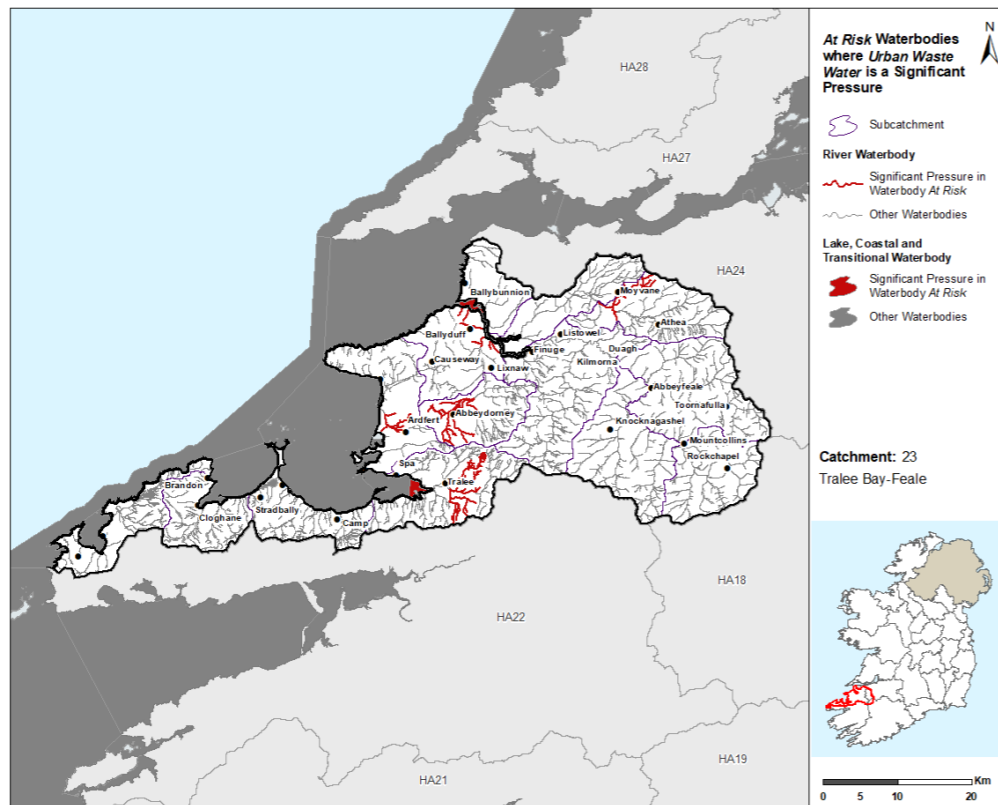 HA28
HA27
HA24
Ballybunnion
Moyvane
Ballyduff
Listowel
Athea
Finuge
Duagh
Causeway
Lixnaw
Kilmorna
Abbeyfeale
Toornafulla
Ardfert
Abbeydorney
Knocknagashel
Mountcollins
Rockchapel
Spa
Tralee
Brandon
Stradbally
Cloghane
Camp
HA18
HA22
HA19
HA21
At Risk Waterbodies
where Urban Waste
Water is a Significant
Pressure
N
Subcatchment
River Waterbody
Significant Pressure in
Waterbody At Risk
Other Waterbodies
Lake, Coastal and
Transitional Waterbody
Significant Pressure in
Waterbody At Risk
Other Waterbodies
Catchment: 23
Tralee Bay-Feale
Km
0 5 10 20